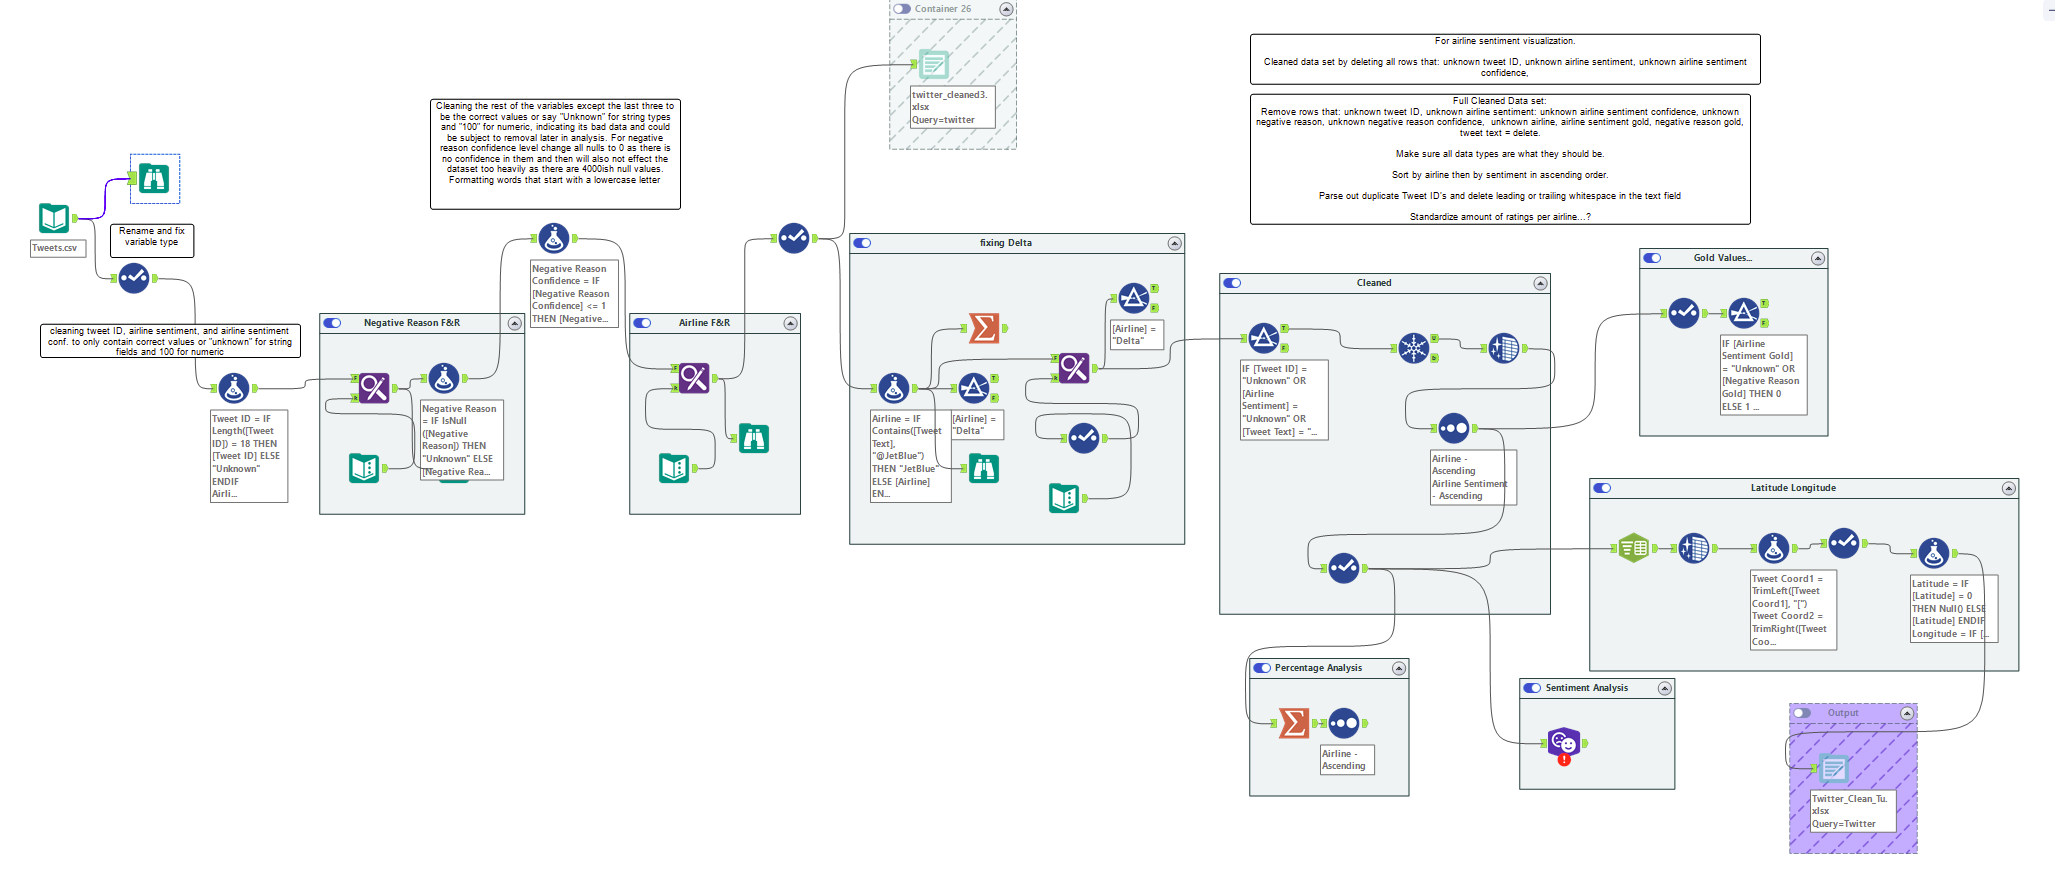 Container 26
twitter_cleaned3.
xlsx
Query=twitter
For airline sentiment visualization.
Cleaned data set by deleting all rows that: unknown tweet ID, unknown airline sentiment, unknown airline sentiment
confidence,
Full Cleaned Data set:
Remove rows that: unknown tweet ID, unknown airline sentiment: unknown airline sentiment confidence, unknown
negative reason, unknown negative reason confidence, unknown airline, airline sentiment gold, negative reason gold,
tweet text = delete.
Make sure all data types are what they should be.
Sort by airline then by sentiment in ascending order.
Parse out duplicate Tweet ID's and delete leading or trailing whitespace in the text field
Standardize amount of ratings per airline...?
Cleaning the rest of the variables except the last three to
be the correct values or say "Unknown" for string types
and "100" for numeric, indicating its bad data and could
be subject to removal later in analysis. For negative
reason confidence level change all nulls to 0 as there is
no confidence in them and then will also not effect the
dataset too heavily as there are 4000ish null values.
Formatting words that start with a lowercase letter
Tweets.csv
Rename and fix
variable type
cleaning tweet ID, airline sentiment, and airline sentiment
conf. to only contain correct values or "unknown" for string
fields and 100 for numeric
Tweet ID = IF
Length([Tweet
ID]) = 18 THEN
[Tweet ID] ELSE
"Unknown"
ENDIF
Airli...
Negative Reason F&R
Negative Reason
= IF IsNull
([Negative
Reason]) THEN
"Unknown" ELSE
[Negative Rea...
Negative Reason
Confidence = IF
[Negative Reason
Confidence] <= 1
THEN [Negative...
Airline F&R
fixing Delta
Airline = IF
Contains([Tweet
Text],
"@JetBlue")
THEN "JetBlue"
ELSE [Airline]
EN...
[Airline] =
"Delta"
[Airline] =
"Delta"
Cleaned
IF [Tweet ID] =
"Unknown" OR
[Airline
Sentiment] =
"Unknown" OR
[Tweet Text] = "...
Airline -
Ascending
Airline Sentiment
- Ascending
Gold Values...
IF [Airline
Sentiment Gold]
= "Unknown" OR
[Negative Reason
Gold] THEN 0
ELSE 1 ...
Latitude Longitude
Tweet Coord1 =
TrimLeft([Tweet
Coord1], "[")
Tweet Coord2 =
TrimRight([Tweet
Coo...
Latitude = IF
[Latitude] = 0
THEN Null() ELSE
[Latitude] ENDIF
Longitude = IF [...
Percentage Analysis
Airline -
Ascending
Sentiment Analysis
Output
Twitter_Clean_Tu.
xlsx
Query=Twitter